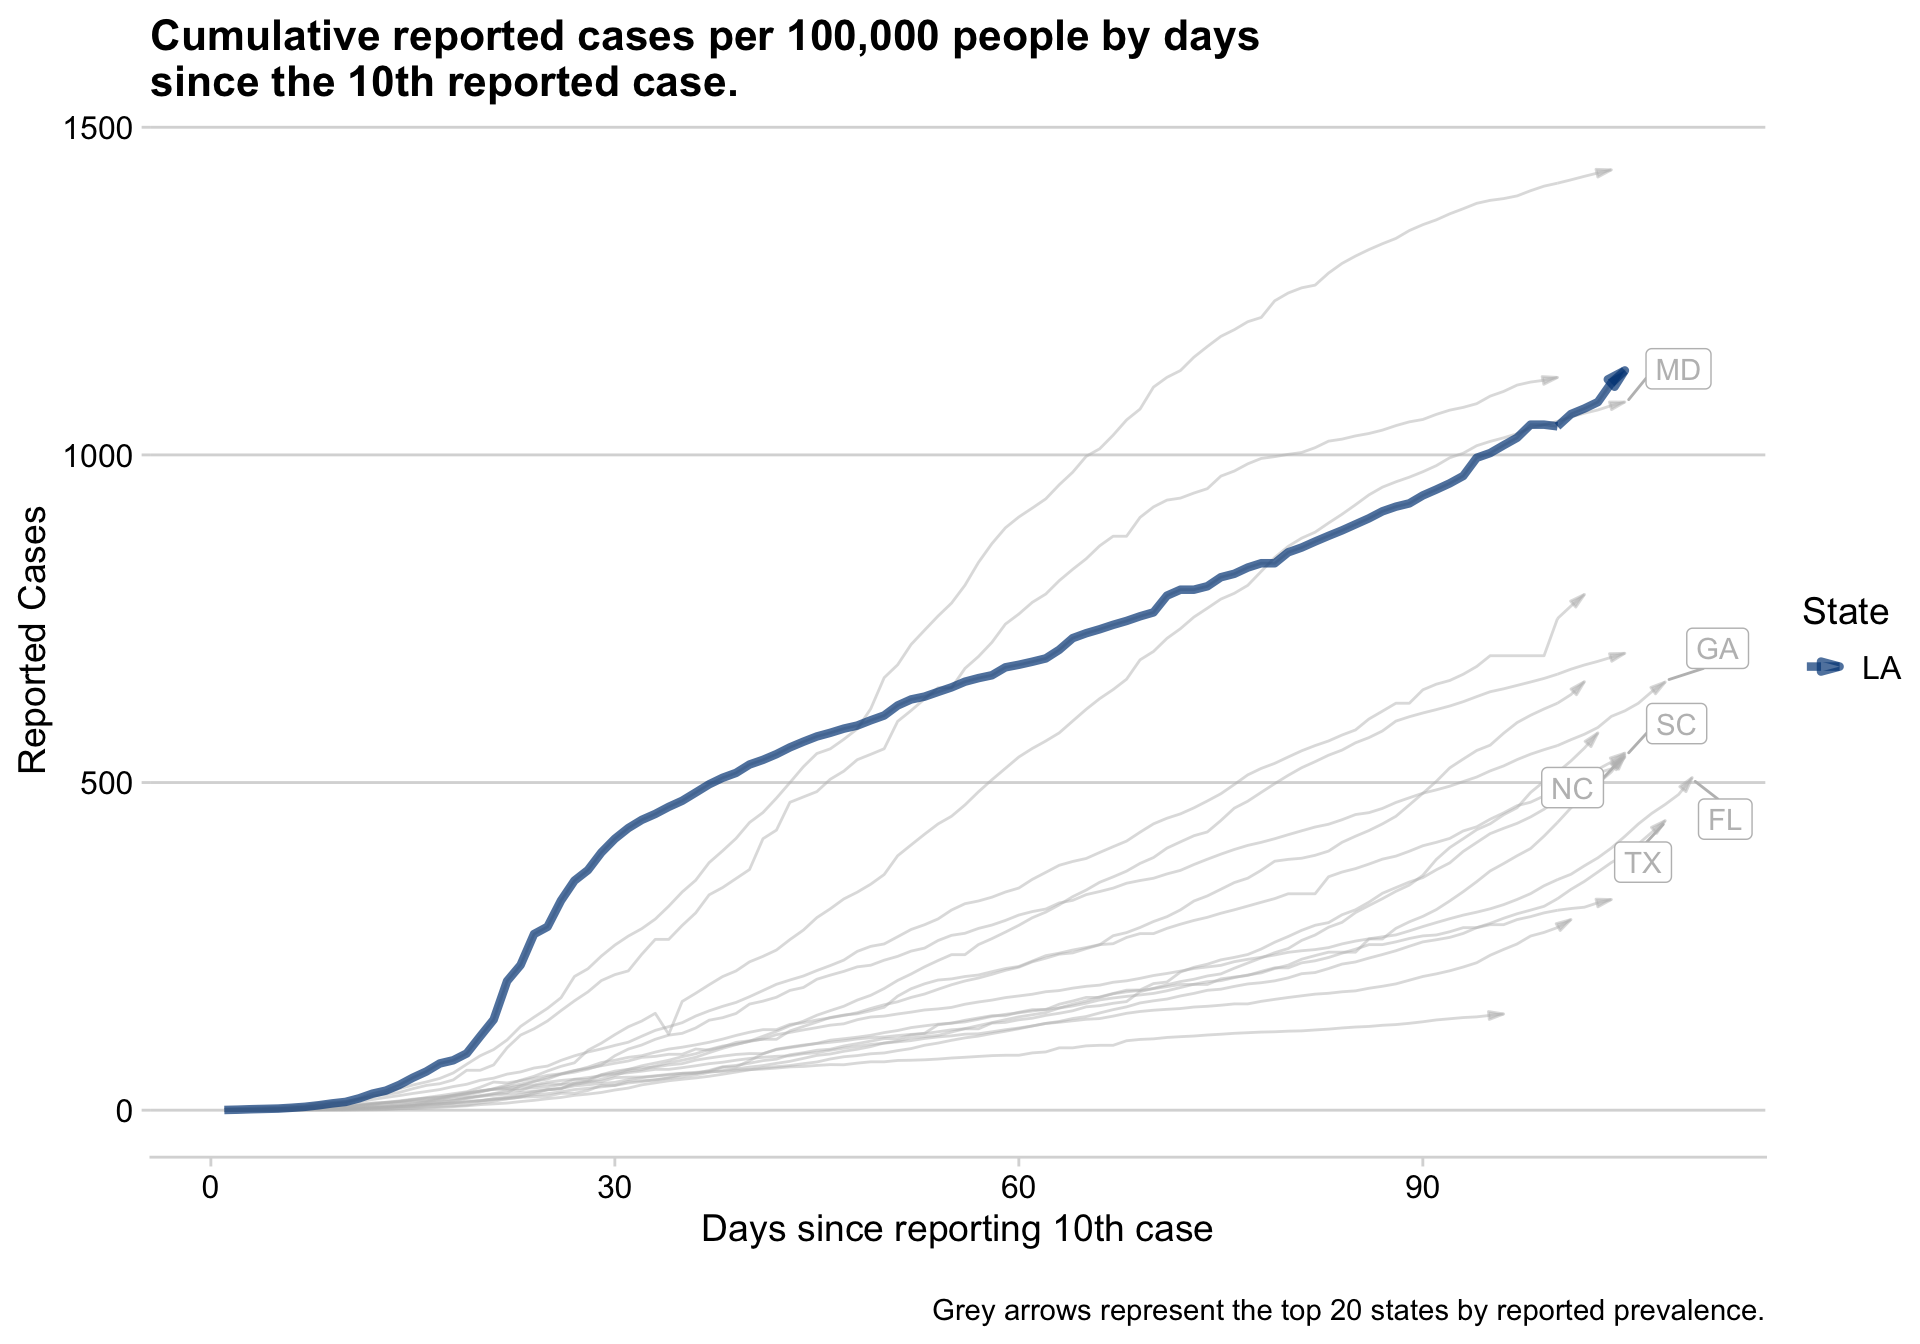 Cumulative reported cases per 100,000 people by days
since the 10th reported case.
1500
1000
500
0
Reported Cases
MD
GA
SC
NC
FL
TX
State
LA
0 30 60 90
Days since reporting 10th case
Grey arrows represent the top 20 states by reported prevalence.